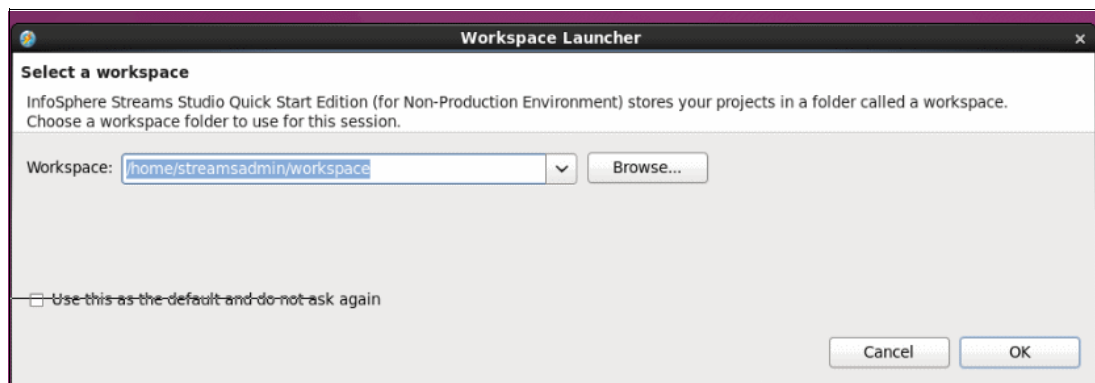 Workspace Launcher
Select a workspace
InfoSphere Streams Studio Quick Start Edition (for Non-Production Environment) stores your projects in a folder called a workspace.
Choose a workspace folder to use for this session.
Workspace: /home/streamsadmin/workspace Browse...
Use this as the default and do not ask again
Cancel OK